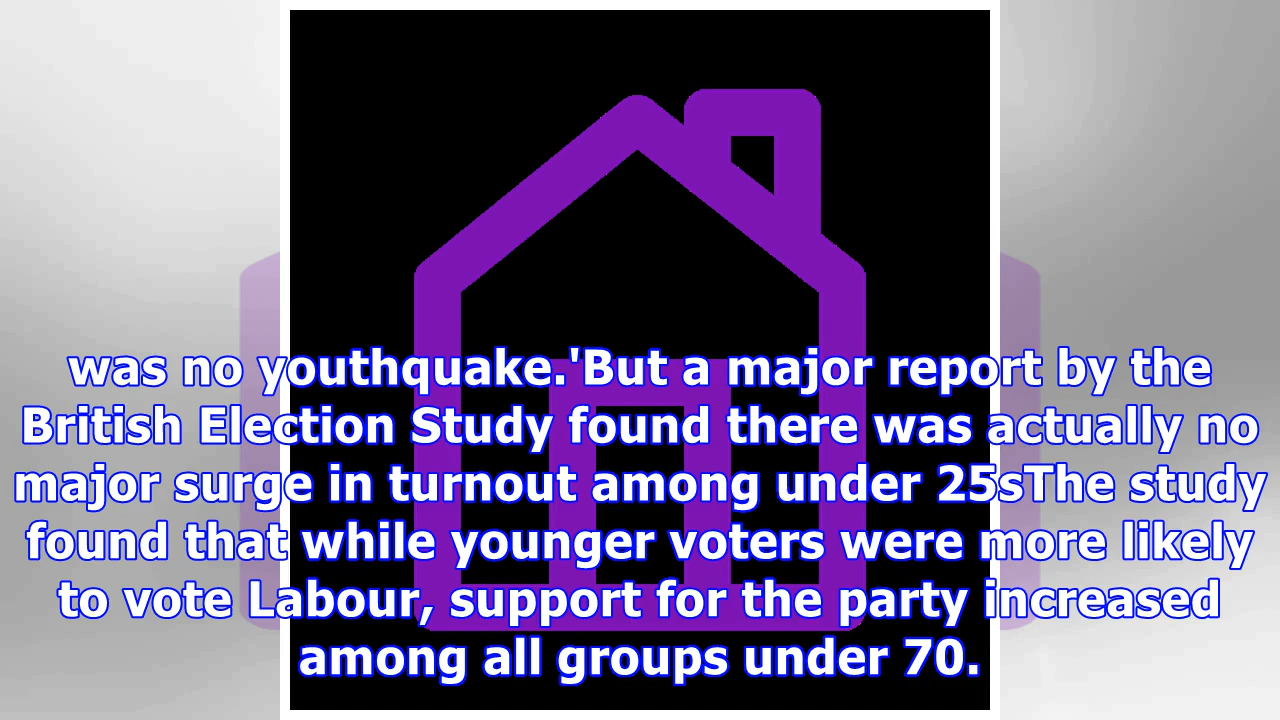 was no youthquake.'But a major report by the
British Election Study found there was actually no
major surge in turnout among under 25sThe study
found that while younger voters were more likely
to vote Labour, support for the party increased
among all groups under 70.